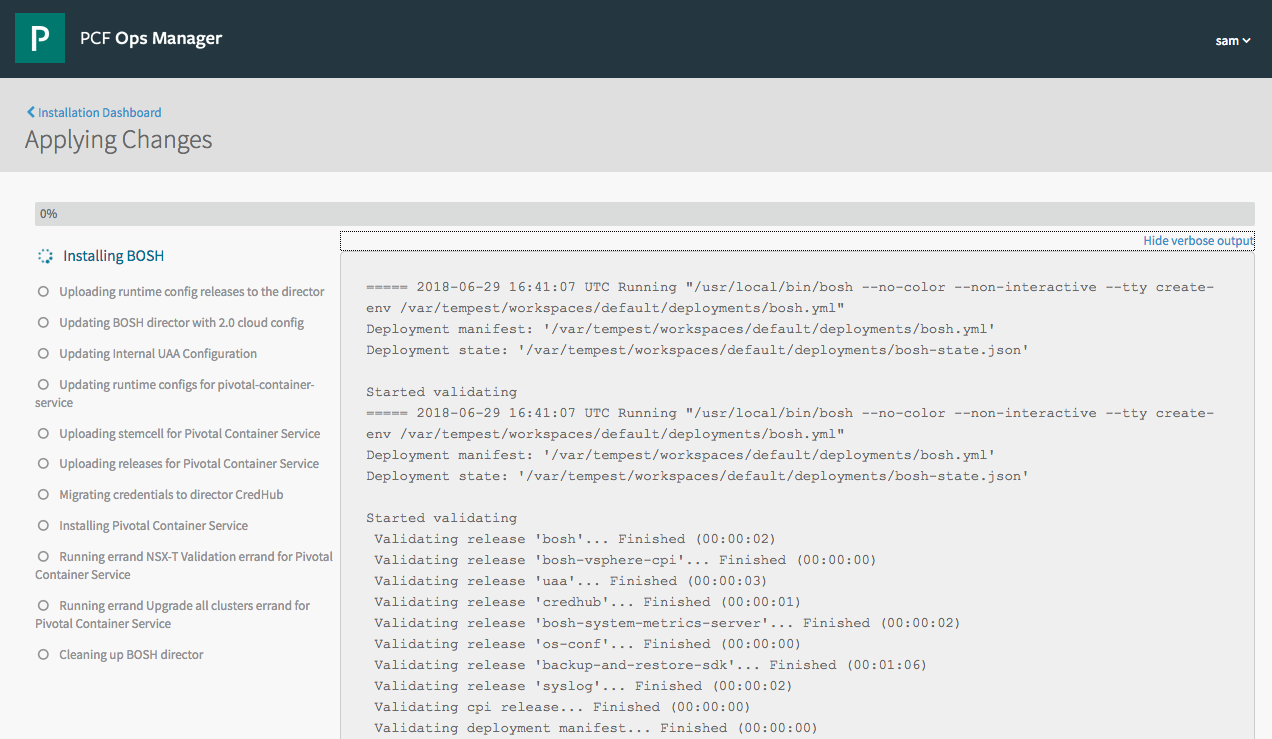 P
PCF Ops Manager
sam
Installation Dashboard
Applying Changes
0%
Installing BOSH
Uploading runtime config releases to the director
Updating BOSH director with 2.0 cloud config
Updating Internal UAA Configuration
Updating runtime configs for pivotal-container-
service
Uploading stemcell for Pivotal Container Service
Uploading releases for Pivotal Container Service
Migrating credentials to director CredHub
Installing Pivotal Container Service
Running errand NSX-T Validation errand for Pivotal
Container Service
Running errand Upgrade all clusters errand for
Pivotal Container Service
Cleaning up BOSH director
Hide verbose output
===== 2018-06-29 16:41:07 UTC Running "/usr/local/bin/bosh --no-color --non-interactive --tty create-
env /var/tempest/workspaces/default/deployments/bosh.yml"
Deployment manifest: '/var/tempest/workspaces/default/deployments/bosh.yml'
Deployment state: '/var/tempest/workspaces/default/deployments/bosh-state.json'
Started validating
===== 2018-06-29 16:41:07 UTC Running "/usr/local/bin/bosh --no-color --non-interactive --tty create-
env /var/tempest/workspaces/default/deployments/bosh.yml"
Deployment manifest: '/var/tempest/workspaces/default/deployments/bosh.yml'
Deployment state: '/var/tempest/workspaces/default/deployments/bosh-state.json'
Started validating
Validating release 'bosh'... Finished (00:00:02)
Validating release 'bosh-vsphere-cpi'... Finished (00:00:00)
Validating release 'uaa'... Finished (00:00:03)
Validating release 'credhub'... Finished (00:00:01)
Validating release 'bosh-system-metrics-server'... Finished (00:00:02)
Validating release 'os-conf'... Finished (00:00:00)
Validating release 'backup-and-restore-sdk'... Finished (00:01:06)
Validating release 'syslog'... Finished (00:00:02)
Validating cpi release... Finished (00:00:00)
Validating deployment manifest... Finished (00:00:00)